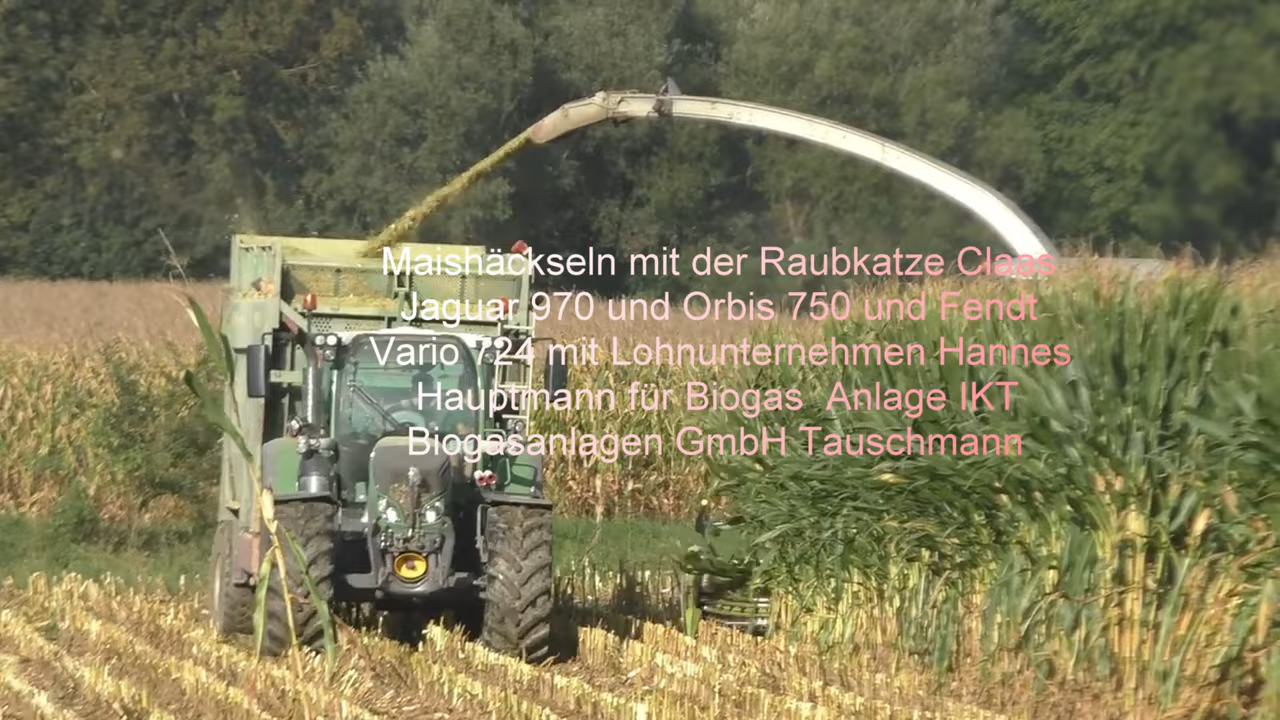 Maishäckseln mit der Raubkatze Claas
Jaguar 970 und Orbis 750 und Fendt
Vario 724 mit Lohnunternehmen Hannes
Hauptmann für Biogas  Anlage IKT
Biogasanlagen GmbH Tauschmann